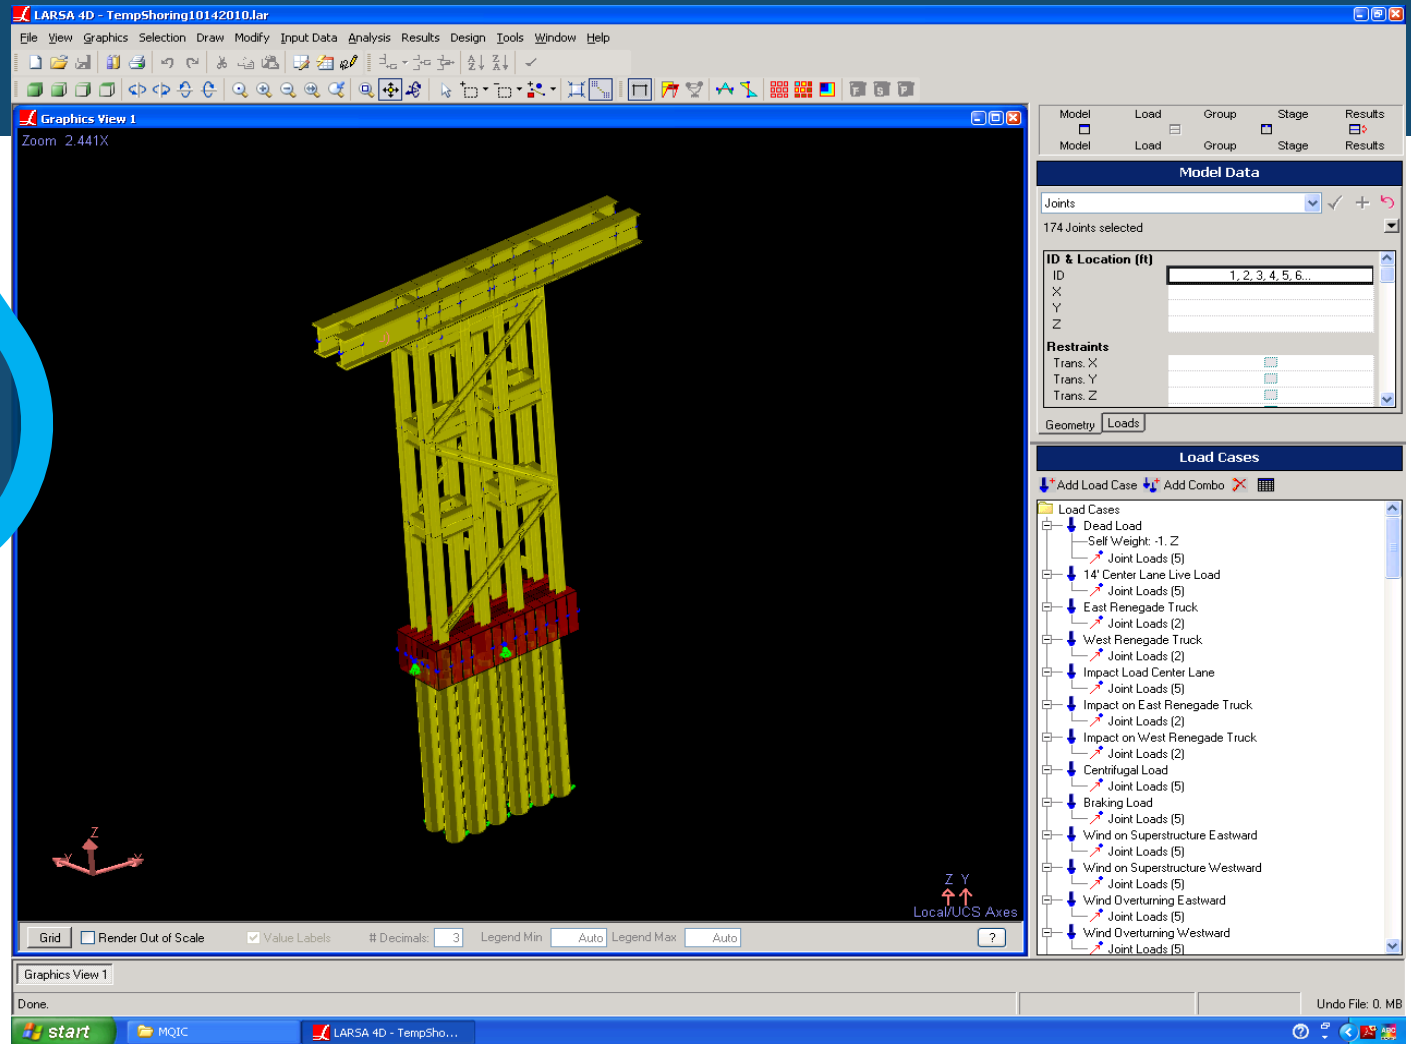 LARSA 4D - TempShoring10142010.lar
File View Graphics Selection Draw Modify Input Data Analysis Results Design Tools Window Help
Graphics View 1
Zoom 2.441X
Z
Z Y
Local/UCS Axes
Grid Render Out of Scale Value Labels # Decimals: 3 Legend Min Auto Legend Max Auto ?
Model Load Group Stage Results
Model Load Group Stage Results
Model Data
Joints
174 Joints selected
ID & Location (ft)
ID 1, 2, 3, 4, 5, 6...
X
Y
Z
Restraints
Trans. X
Trans. Y
Trans. Z
Geometry Loads
Load Cases
Add Load Case Add Combo
Load Cases
Dead Load
Self Weight: -1. Z
Joint Loads (5)
14' Center Lane Live Load
Joint Loads (5)
East Renegade Truck
Joint Loads (2)
West Renegade Truck
Joint Loads (2)
Impact Load Center Lane
Joint Loads (5)
Impact on East Renegade Truck
Joint Loads (2)
Impact on West Renegade Truck
Joint Loads (2)
Centrifugal Load
Joint Loads (5)
Braking Load
Joint Loads (5)
Wind on Superstructure Eastward
Joint Loads (5)
Wind on Superstructure Westward
Joint Loads (5)
Wind Overturning Eastward
Joint Loads (5)
Wind Overturning Westward
Joint Loads (5)
Graphics View 1
Done. Undo File: 0. MB
start MQIC LARSA 4D - TempSho...